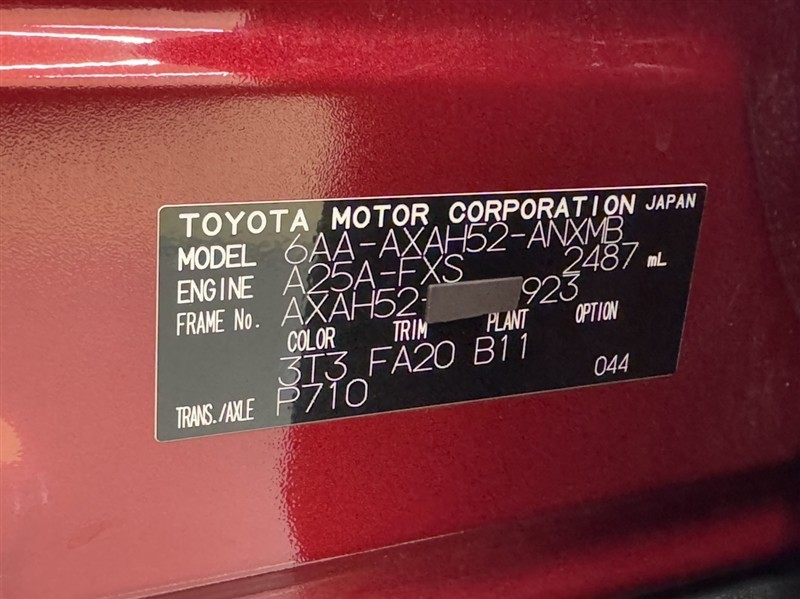 TOYOTA MOTOR CORPORATION JAPAN
MODEL 6AA-AXAH52-ANXMB
ENGINE A25A-FXS 2487 mL
FRAME No. AXAH52- 923
COLOR TRIM PLANT OPTION
3T3 FA20 B11 044
TRANS./AXLE P710